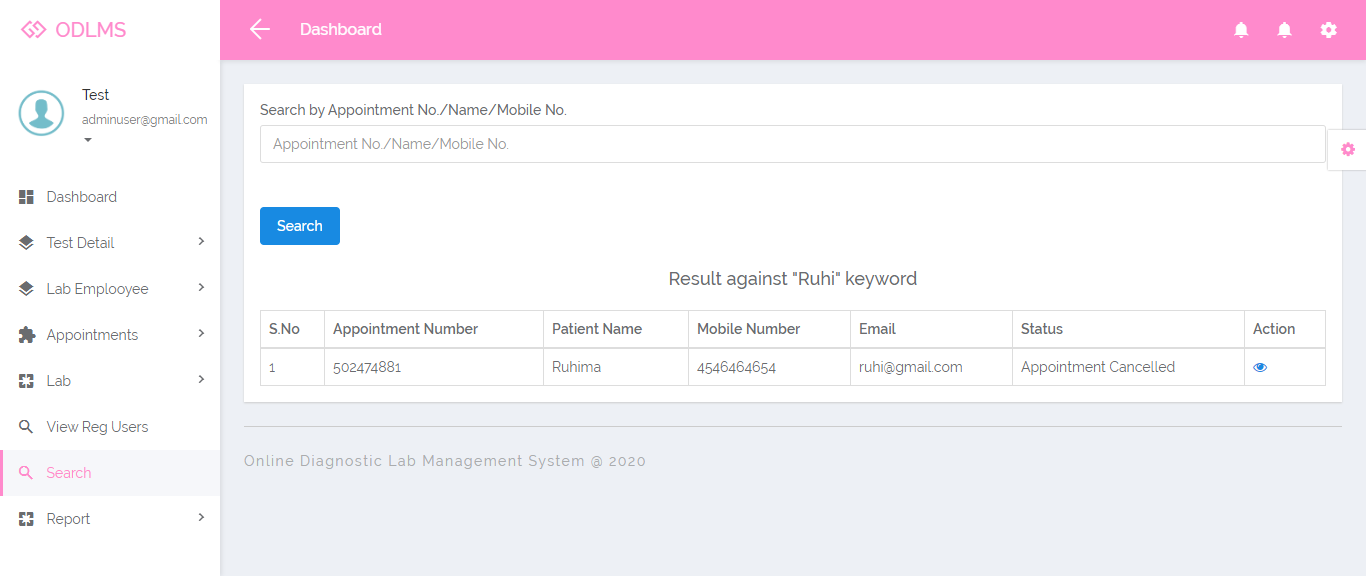 ODLMS
Dashboard
Test
adminuser@gmail.com
Dashboard
Test Detail
Lab Emplooyee
Appointments
Lab
View Reg Users
Search
Report
Search by Appointment No./Name/Mobile No.
Appointment No./Name/Mobile No.
Search
Result against "Ruhi" keyword
S.No Appointment Number Patient Name Mobile Number Email Status Action
1 502474881 Ruhima 4546464654 ruhi@gmail.com Appointment Cancelled
Online Diagnostic Lab Management System @ 2020